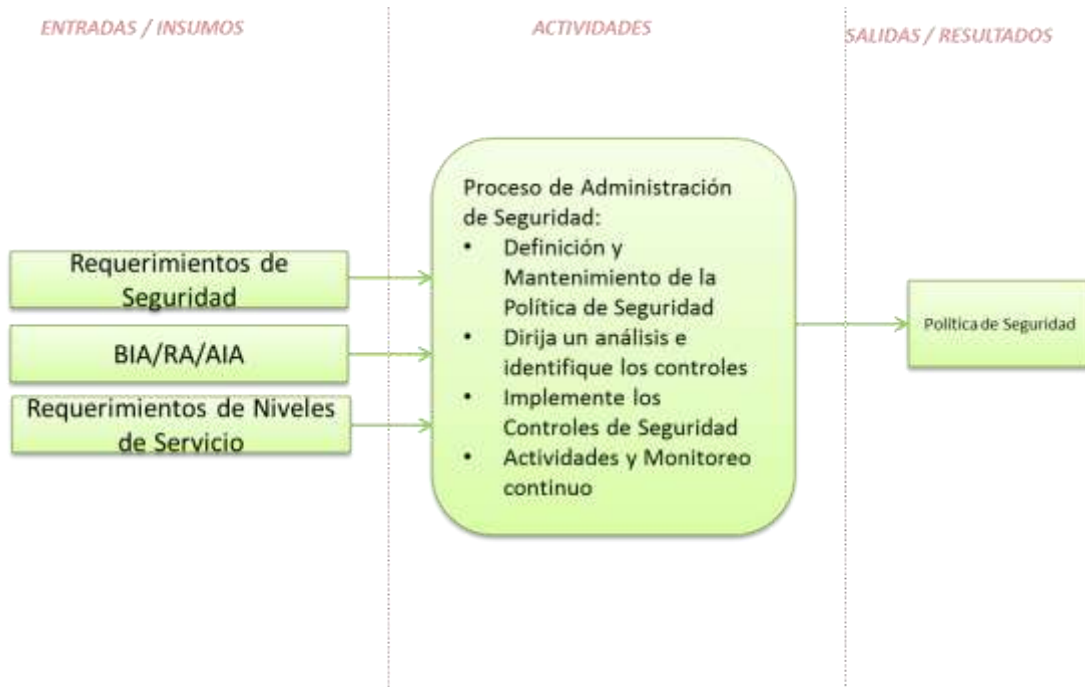 ENTRADAS / INSUMOS
ACTIVIDADES
SALIDAS / RESULTADOS
Requerimientos de
Seguridad
BIA/RA/AIA
Requerimientos de Niveles
de Servicio
Proceso de Administración
de Seguridad:
• Definición y
Mantenimiento de la
Política de Seguridad
• Dirija un análisis e
identifique los controles
• Implemente los
Controles de Seguridad
• Actividades y Monitoreo
continuo
Política de Seguridad